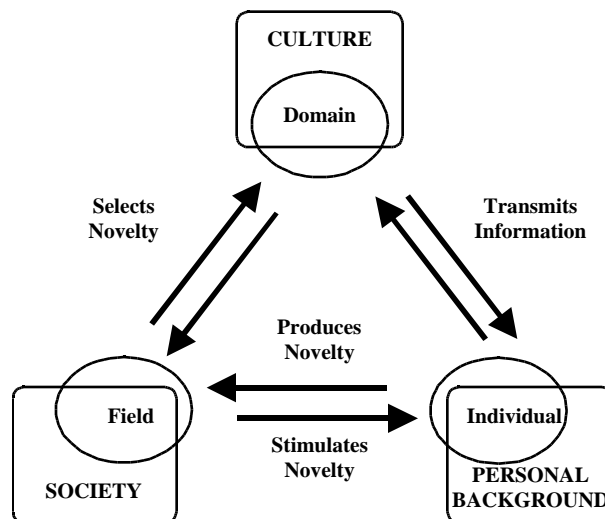 CULTURE
Domain
Selects
Novelty
Transmits
Information
Produces
Novelty
Field
Individual
Stimulates
Novelty
SOCIETY
PERSONAL
BACKGROUND